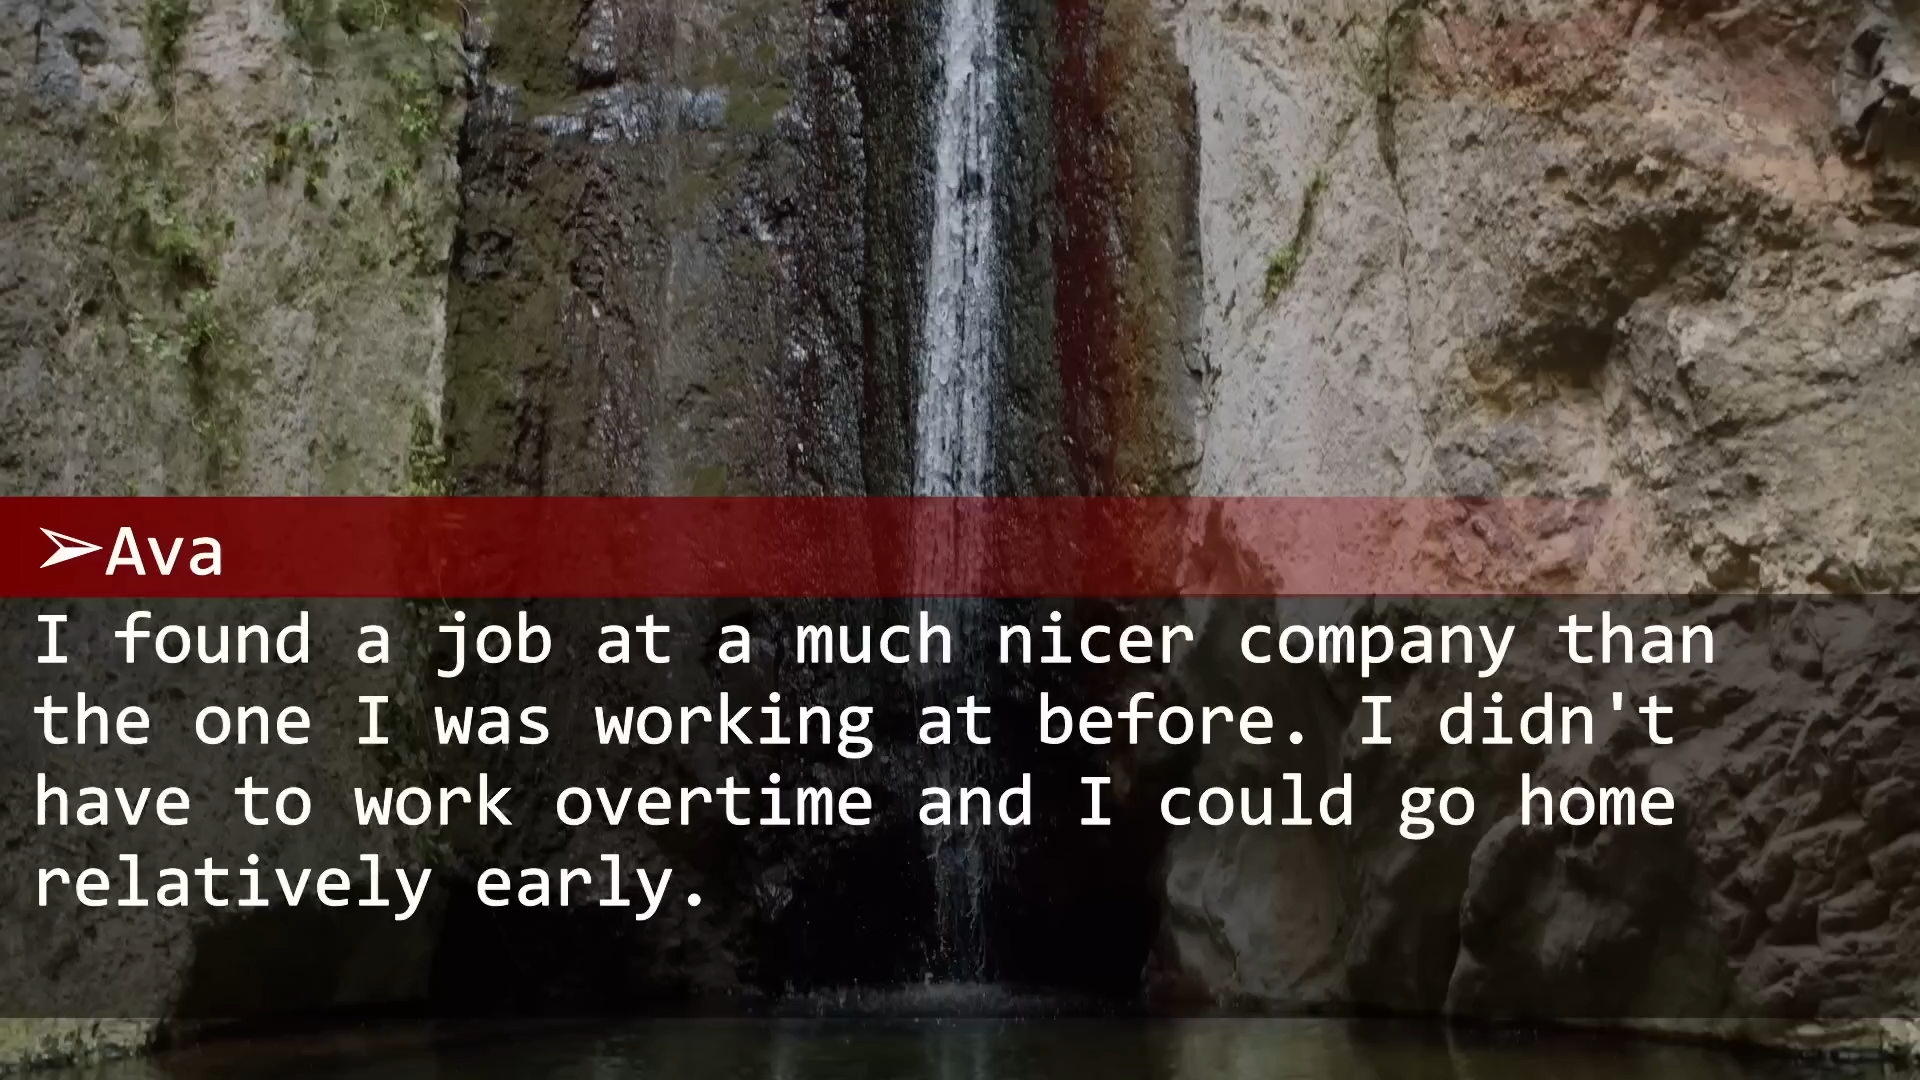 ➢Ava
I found a job at a much nicer company than
the one I was working at before. I didn't
have to work overtime and I could go home
relatively early.